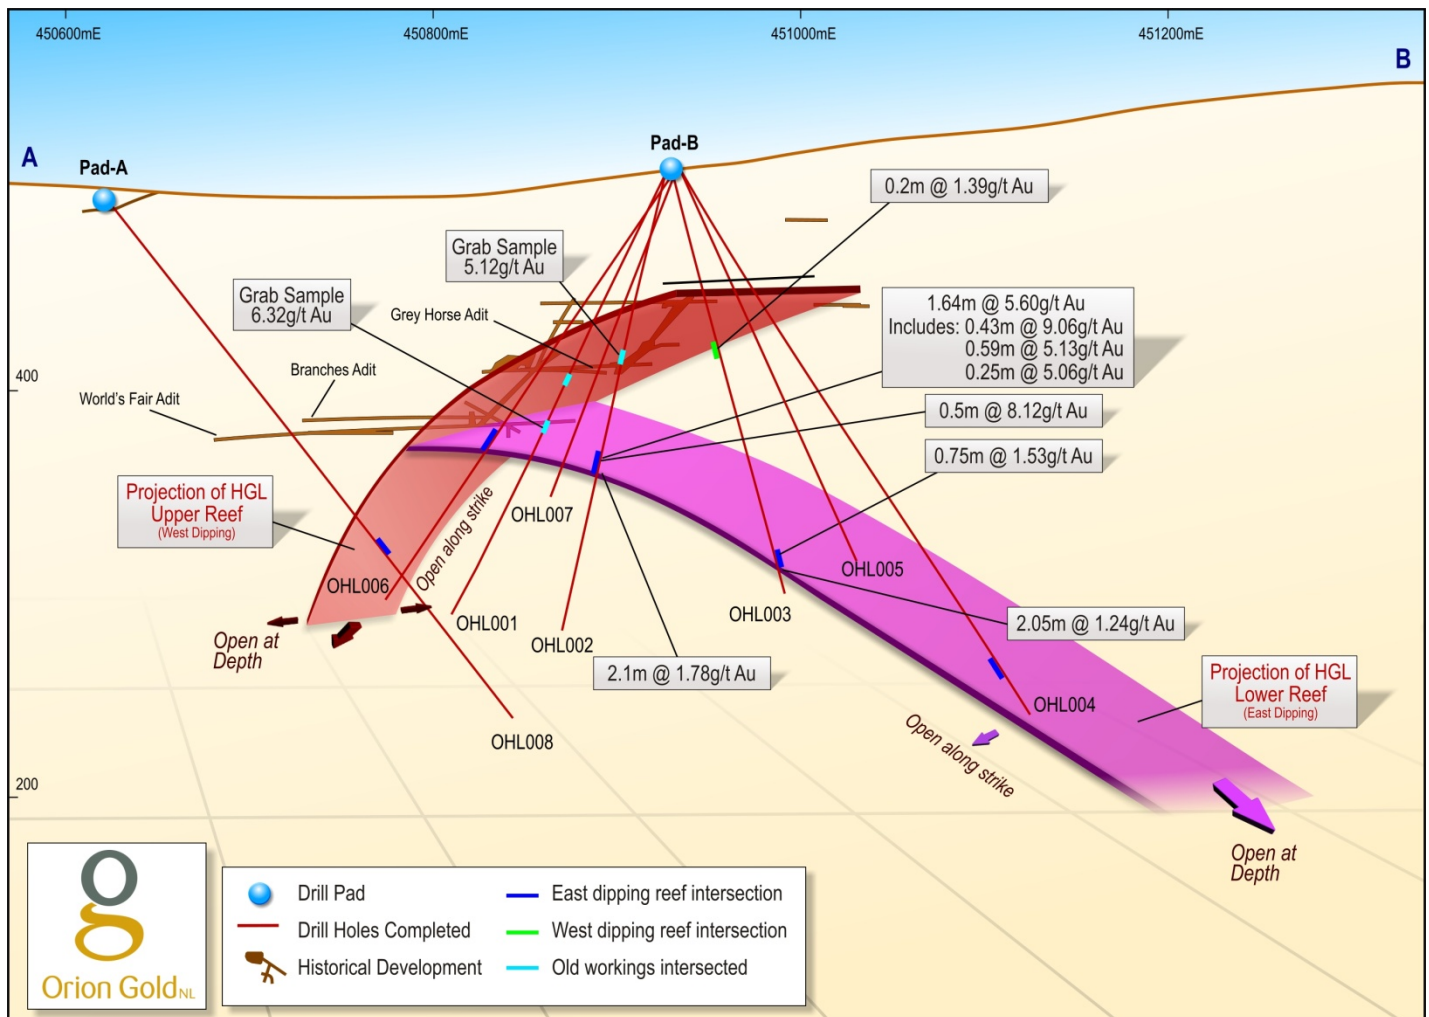 450600mE
450800mE
451000mE
451200mE
A
B
Pad-A
Pad-B
0.2m @ 1.39g/t Au
Grab Sample
5.12g/t Au
Grab Sample
6.32g/t Au
Grey Horse Adit
1.64m @ 5.60g/t Au
Includes: 0.43m @ 9.06g/t Au
0.59m @ 5.13g/t Au
0.25m @ 5.06g/t Au
400
Branches Adit
World's Fair Adit
0.5m @ 8.12g/t Au
0.75m @ 1.53g/t Au
Projection of HGL
Upper Reef
(West Dipping)
Open along strike
OHL007
OHL006
OHL005
OHL001
OHL003
OHL002
2.05m @ 1.24g/t Au
Open at
Depth
2.1m @ 1.78g/t Au
Projection of HGL
Lower Reef
(East Dipping)
OHL004
OHL008
Open along strike
200
Open at
Depth
Orion Gold NL
Drill Pad
Drill Holes Completed
Historical Development
East dipping reef intersection
West dipping reef intersection
Old workings intersected